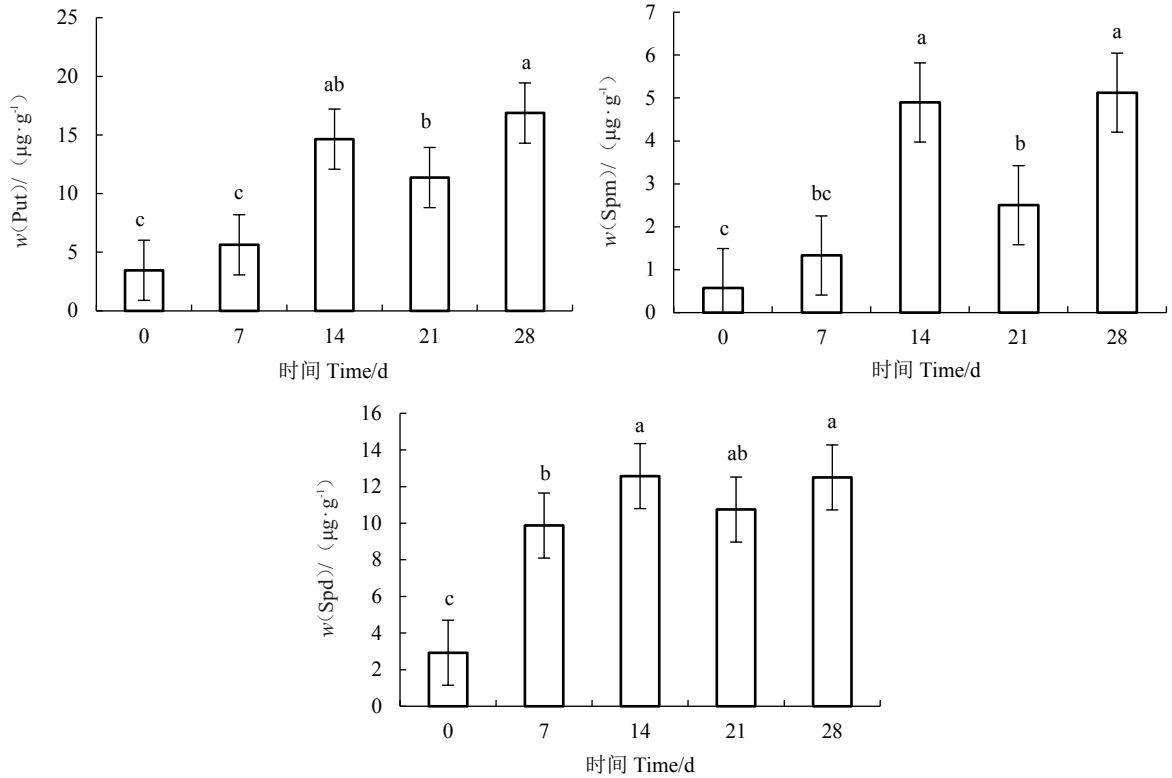 25
20
15
10
5
0
w(Put)/（μg·g⁻¹）
c
c
ab
b
a
0 7 14 21 28
时间 Time/d
7
6
5
4
3
2
1
0
w(Spm)/（μg·g⁻¹）
c
bc
a
b
a
0 7 14 21 28
时间 Time/d
16
14
12
10
8
6
4
2
0
w(Spd)/（μg·g⁻¹）
c
b
a
ab
a
0 7 14 21 28
时间 Time/d